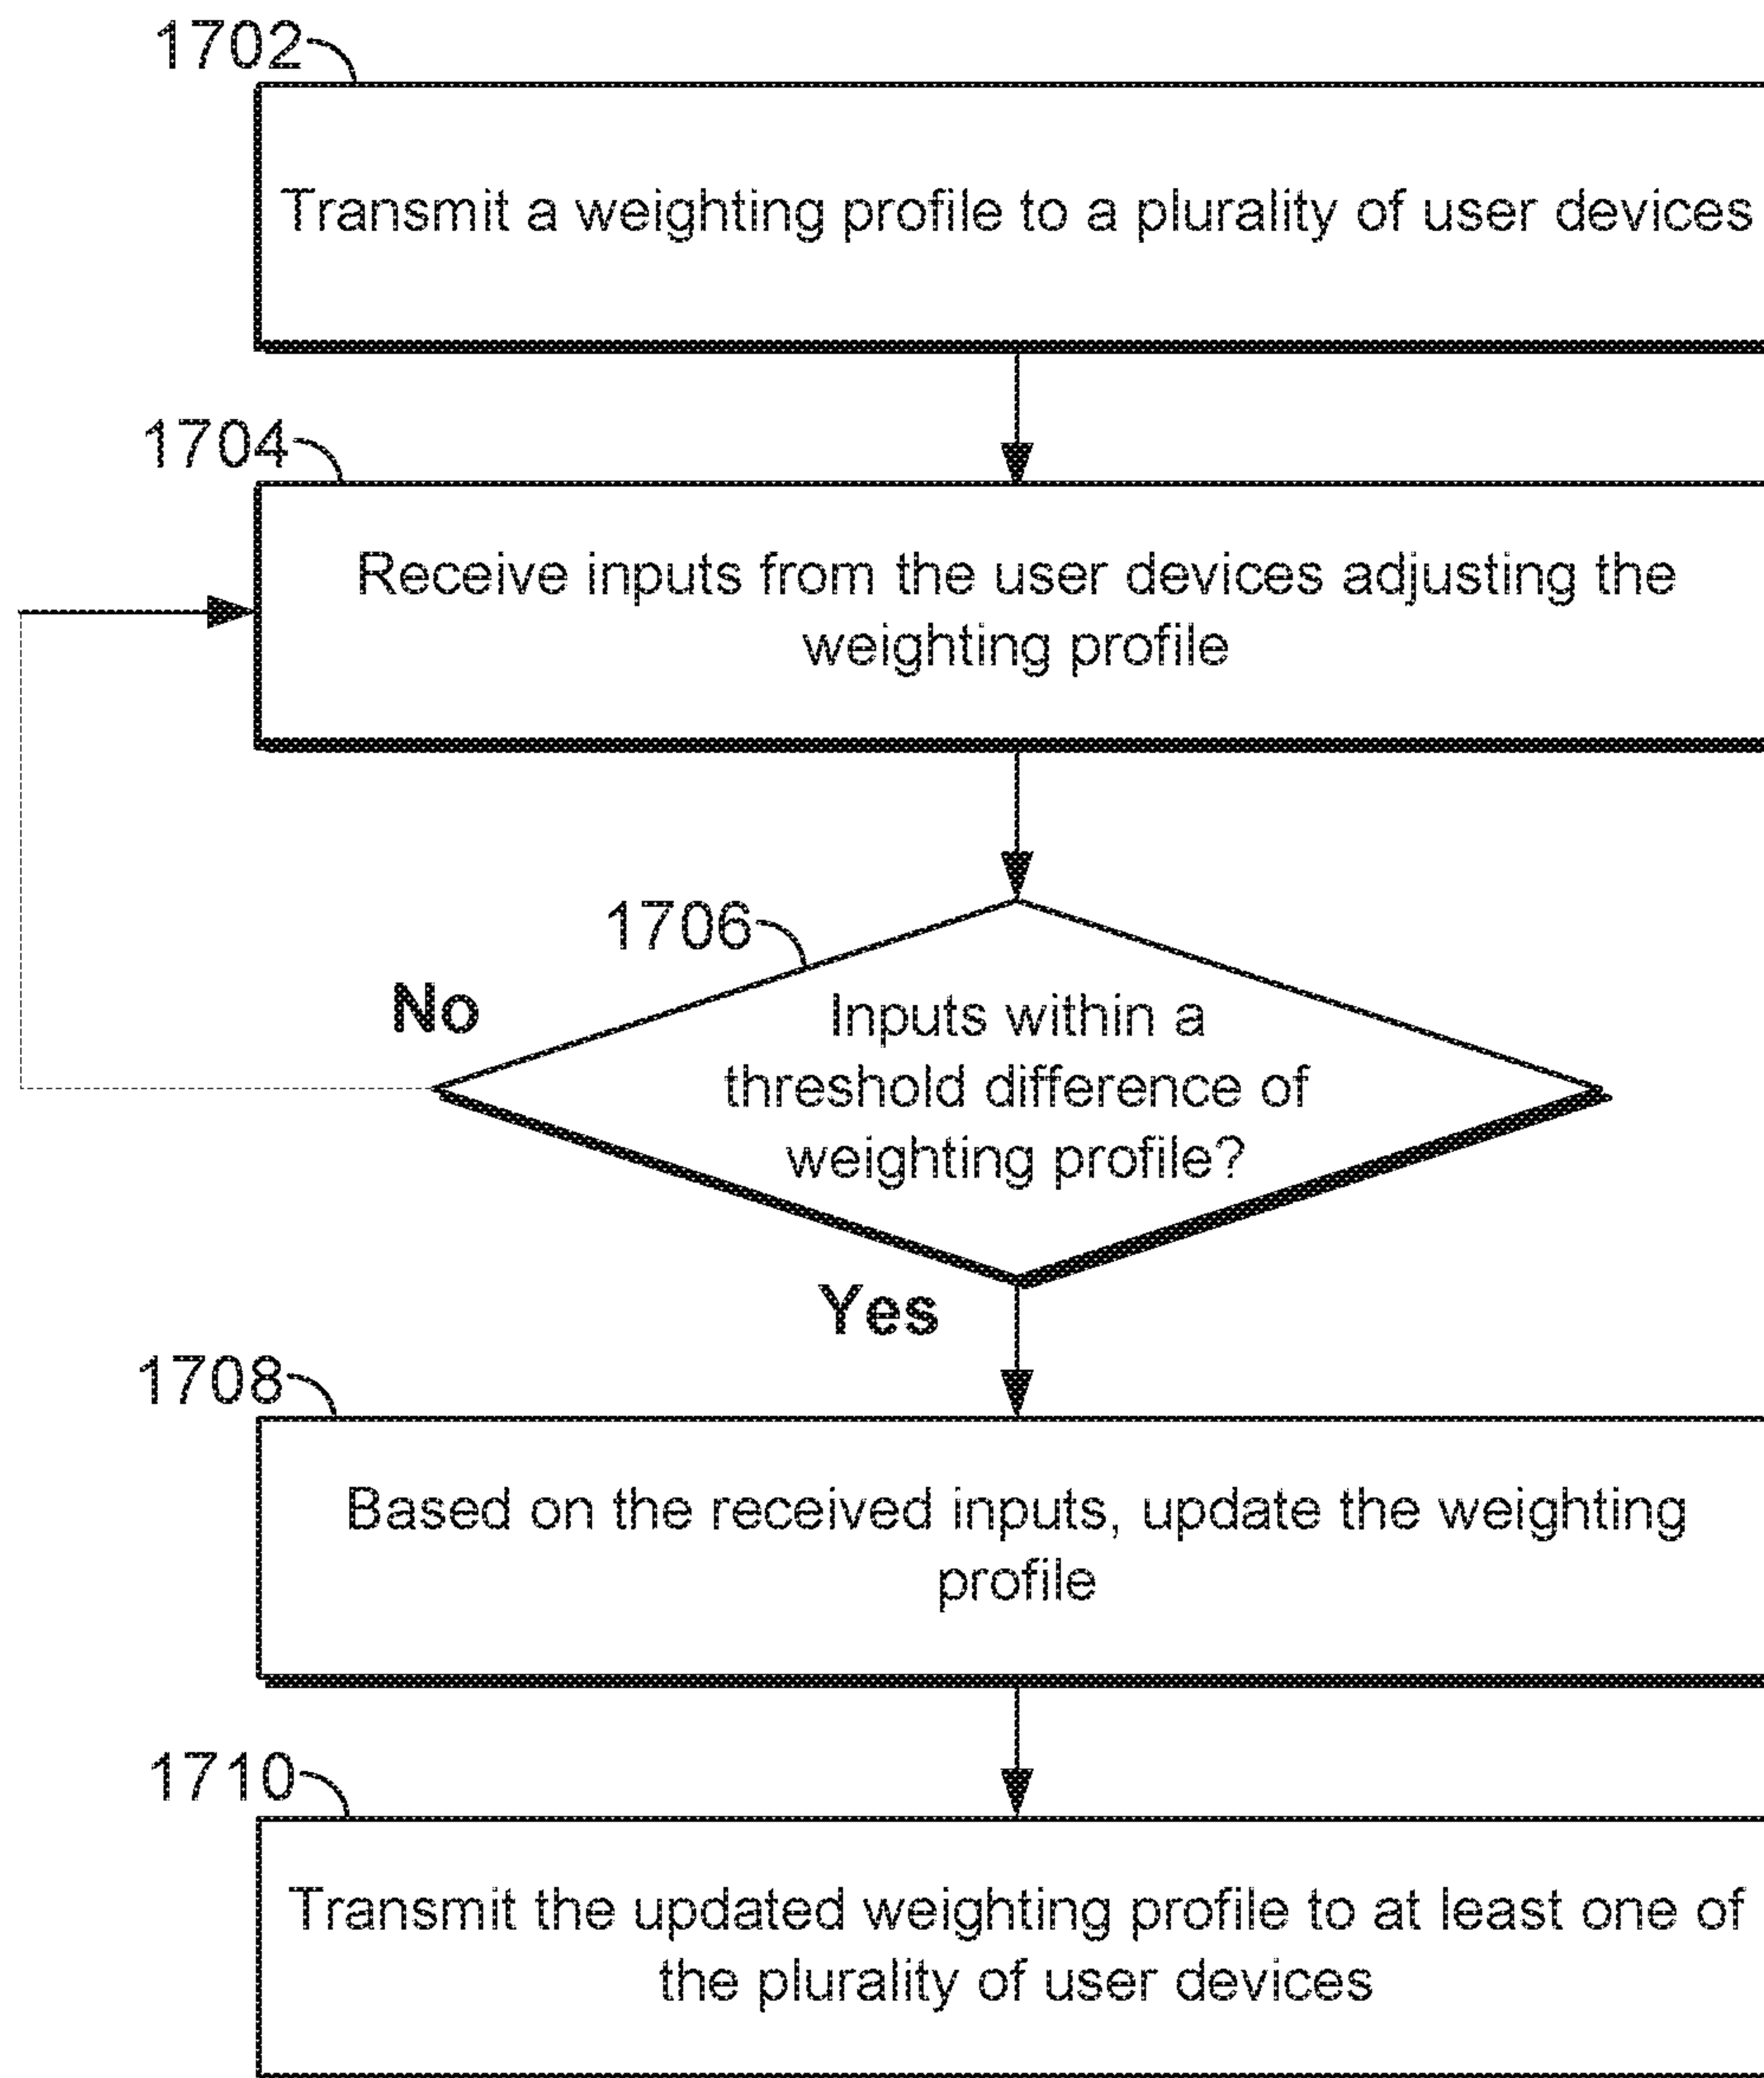 1702
Transmit a weighting profile to a plurality of user devices
1704
Receive inputs from the user devices adjusting the
weighting profile
1706
No
Inputs within a
threshold difference of
weighting profile?
Yes
1708
Based on the received inputs, update the weighting
profile
1710
Transmit the updated weighting profile to at least one of
the plurality of user devices